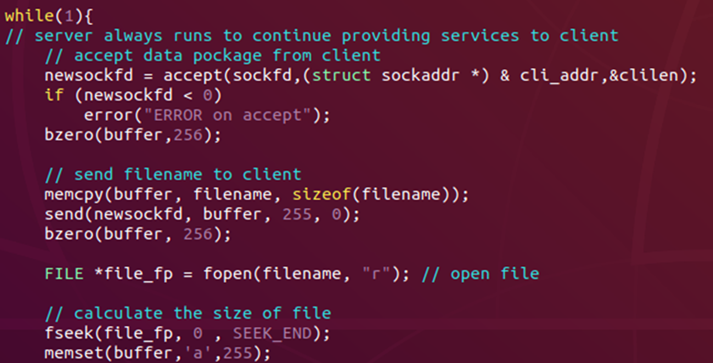 while(1){
// server always runs to continue providing services to client
// accept data pockage from client
newsockfd = accept(sockfd,(struct sockaddr *) & cli_addr,&clilen);
if (newsockfd < 0)
error("ERROR on accept");
bzero(buffer,256);
// send filename to client
memcpy(buffer, filename, sizeof(filename));
send(newsockfd, buffer, 255, 0);
bzero(buffer, 256);
FILE *file_fp = fopen(filename, "r"); // open file
// calculate the size of file
fseek(file_fp, 0 , SEEK_END);
memset(buffer,'a',255);